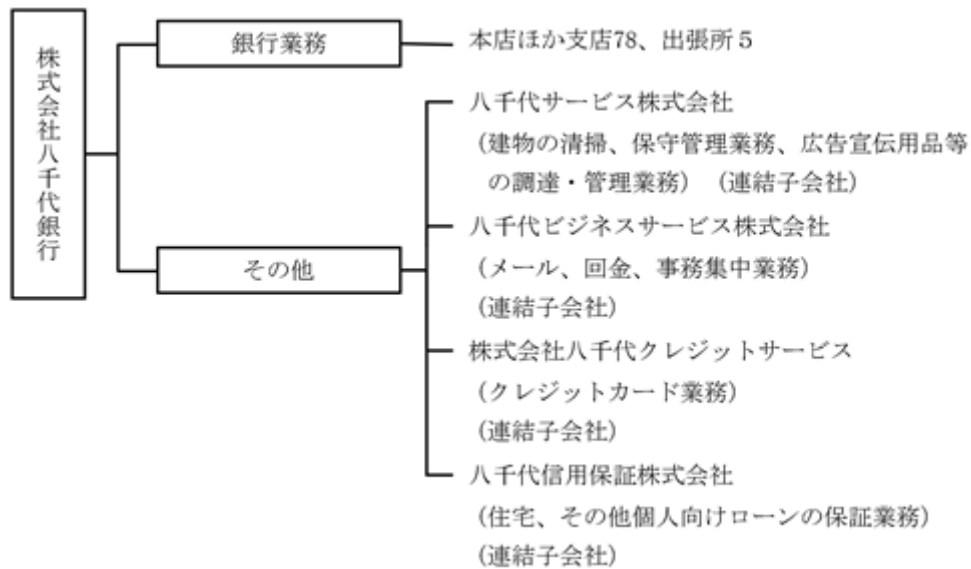 株式会社八千代銀行
銀行業務
本店ほか支店78、出張所5
その他
八千代サービス株式会社
(建物の清掃、保守管理業務、広告宣伝用品等
の調達・管理業務) (連結子会社)
八千代ビジネスサービス株式会社
(メール、回金、事務集中業務)
(連結子会社)
株式会社八千代クレジットサービス
(クレジットカード業務)
(連結子会社)
八千代信用保証株式会社
(住宅、その他個人向けローンの保証業務)
(連結子会社)